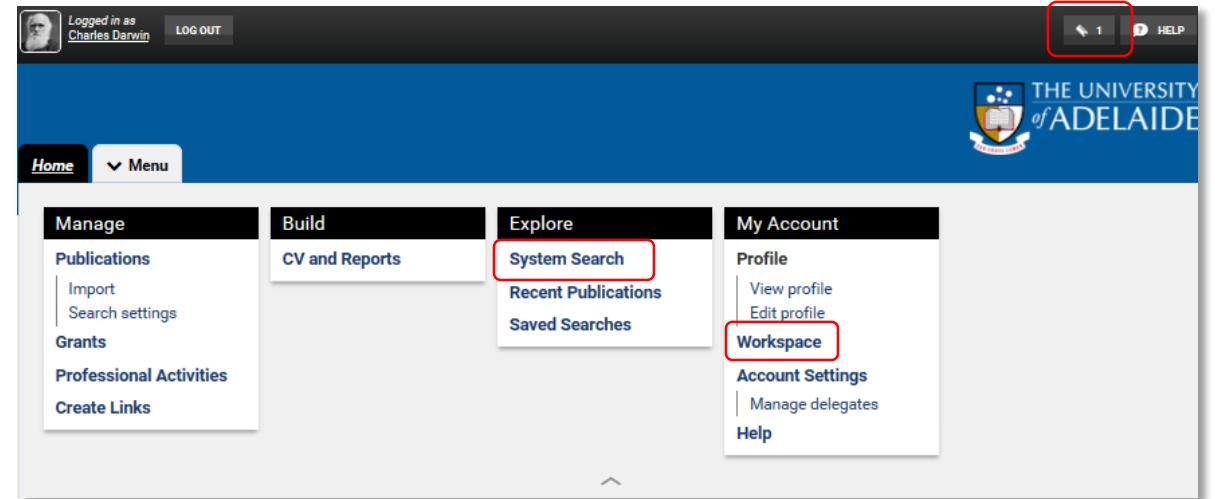 Logged in as
Charles Darwin
LOG OUT
1
HELP
THE UNIVERSITY
of ADELAIDE
Home
Menu
Manage
Publications
Import
Search settings
Grants
Professional Activities
Create Links
Build
CV and Reports
Explore
System Search
Recent Publications
Saved Searches
My Account
Profile
View profile
Edit profile
Workspace
Account Settings
Manage delegates
Help